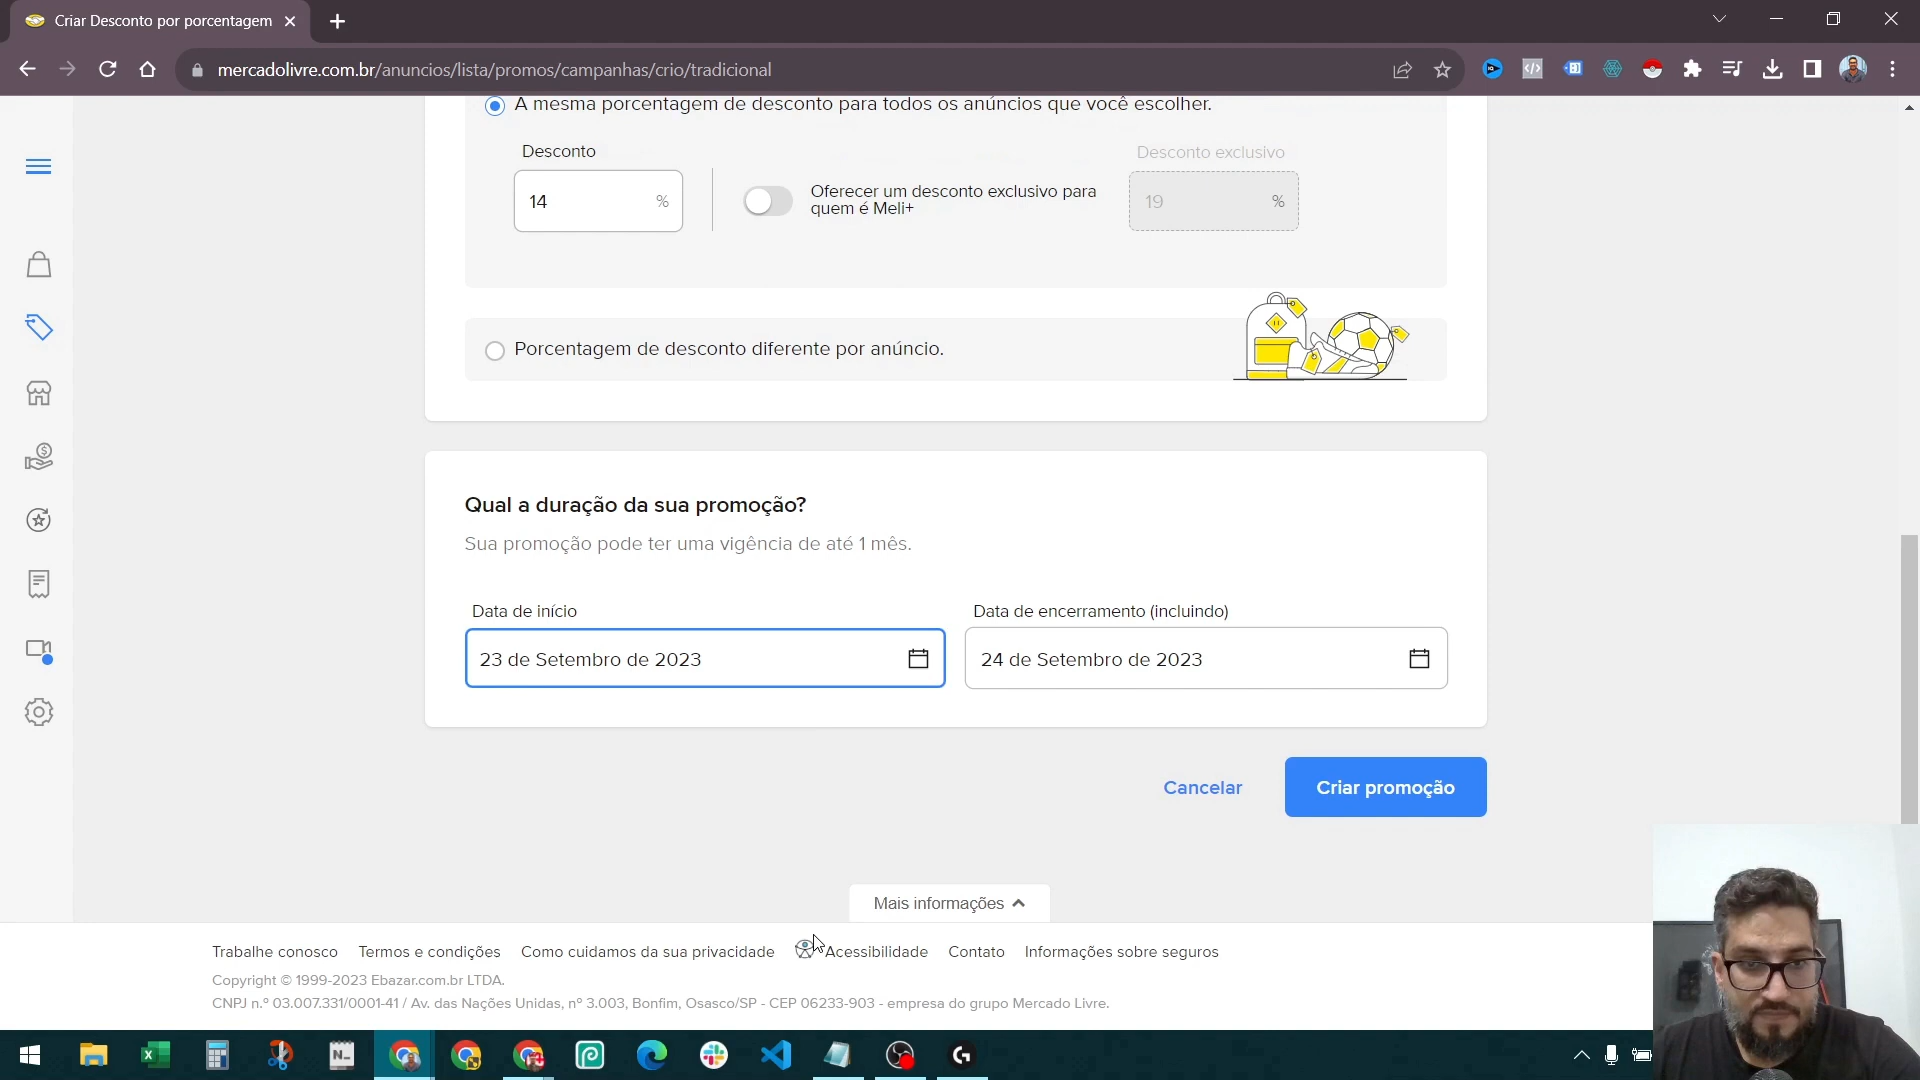 Criar Desconto por porcentagem
mercadolivre.com.br/anuncios/lista/promos/campanhas/crio/tradicional
A mesma porcentagem de desconto para todos os anúncios que você escolher.
Desconto
Desconto exclusivo
14 %
Oferecer um desconto exclusivo para
quem é Meli+
19 %
Porcentagem de desconto diferente por anúncio.
Qual a duração da sua promoção?
Sua promoção pode ter uma vigência de até 1 mês.
Data de início
Data de encerramento (incluindo)
23 de Setembro de 2023
24 de Setembro de 2023
Cancelar
Criar promoção
Mais informações
Trabalhe conosco Termos e condições Como cuidamos da sua privacidade Acessibilidade Contato Informações sobre seguros
Copyright © 1999-2023 Ebazar.com.br LTDA.
CNPJ n.º 03.007.331/0001-41 / Av. das Nações Unidas, nº 3.003, Bonfim, Osasco/SP - CEP 06233-903 - empresa do grupo Mercado Livre.